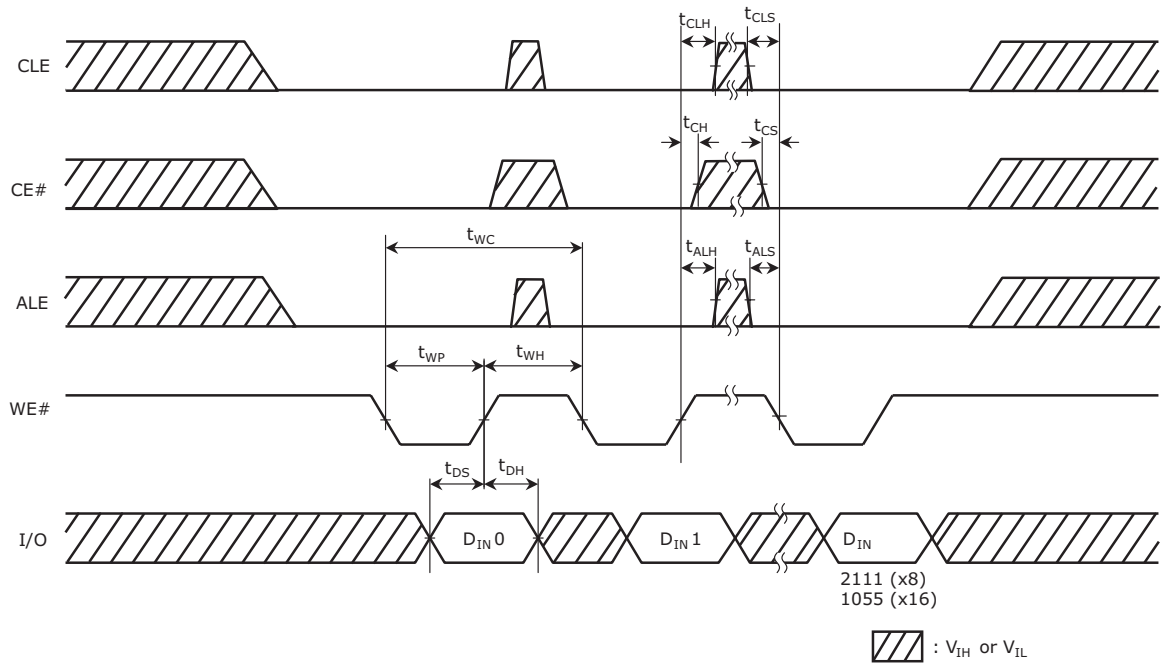 tCLH tCLS
CLE
tCH tCS
CE#
tWC
tALH tALS
ALE
tWP tWH
WE#
tDS tDH
I/O DIN 0 DIN 1 DIN
2111 (x8)
1055 (x16)
: VIH or VIL